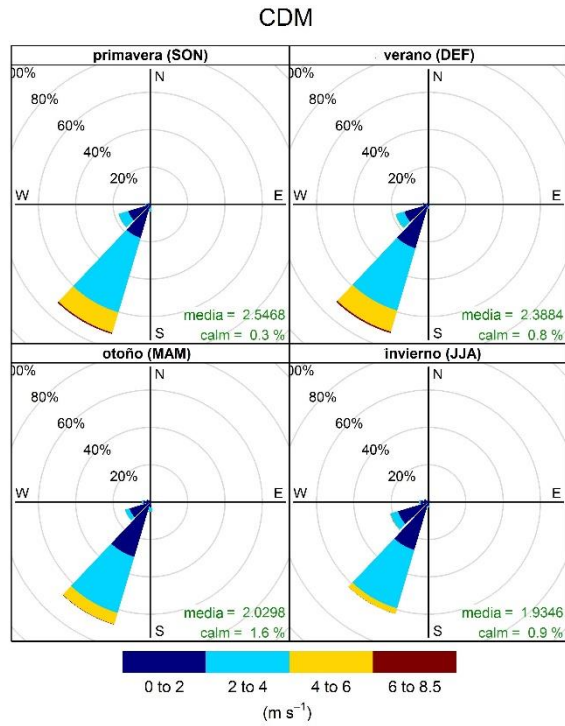 CDM
primavera (SON)
00%
80%
60%
40%
20%
N
W
E
S
media = 2.5468
calm = 0.3 %
verano (DEF)
00%
80%
60%
40%
20%
N
W
E
S
media = 2.3884
calm = 0.8 %
otoño (MAM)
00%
80%
60%
40%
20%
N
W
E
S
media = 2.0298
calm = 1.6 %
invierno (JJA)
00%
80%
60%
40%
20%
N
W
E
S
media = 1.9346
calm = 0.9 %
0 to 2 2 to 4 4 to 6 6 to 8.5
(m s⁻¹)